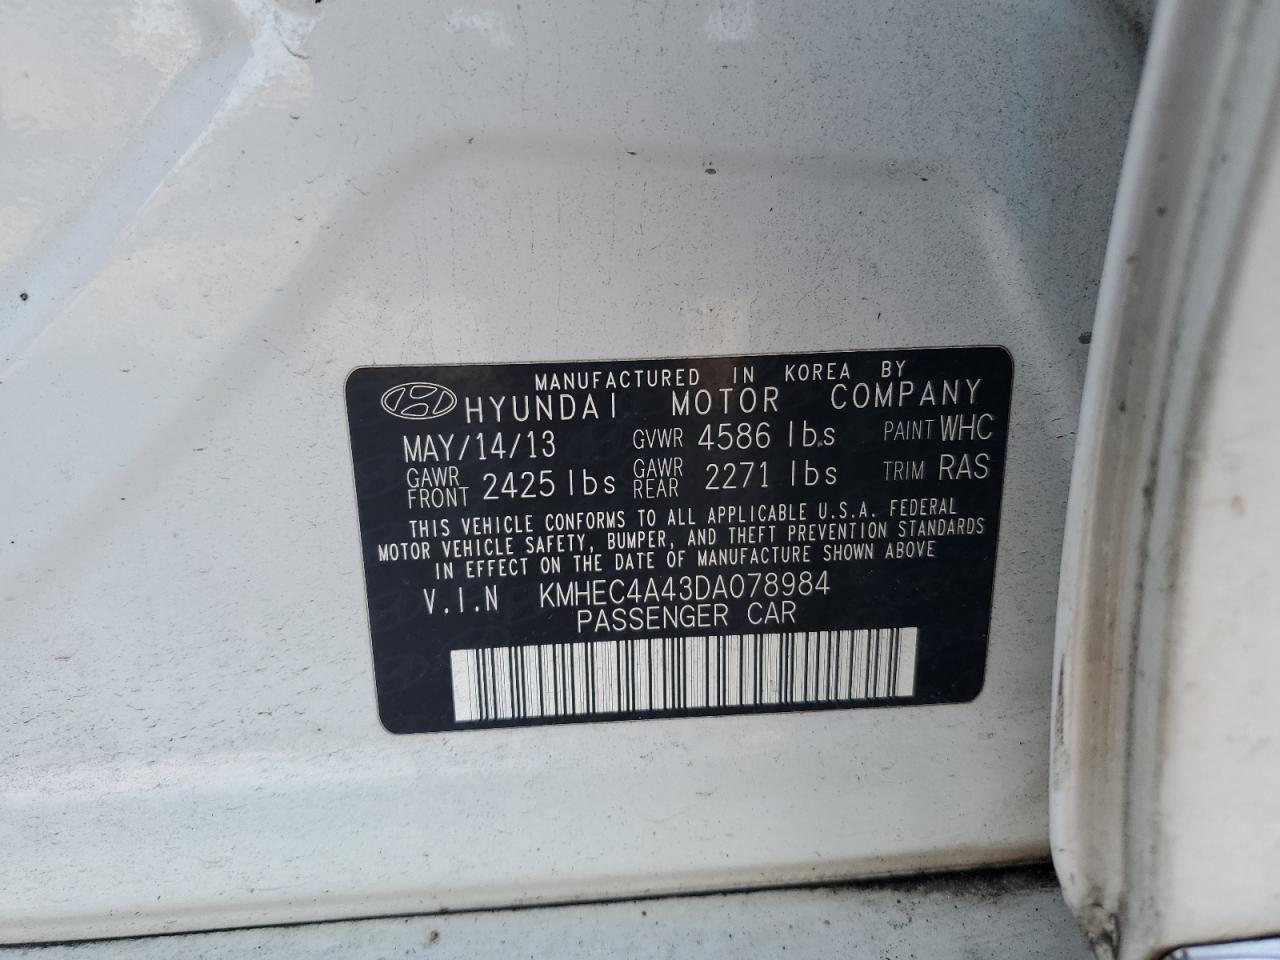 MANUFACTURED IN KOREA BY
HYUNDAI MOTOR COMPANY
MAY/14/13 GVWR 4586 lbs PAINT WHC
GAWR FRONT 2425 lbs GAWR REAR 2271 lbs TRIM RAS
THIS VEHICLE CONFORMS TO ALL APPLICABLE U.S.A. FEDERAL
MOTOR VEHICLE SAFETY, BUMPER, AND THEFT PREVENTION STANDARDS
IN EFFECT ON THE DATE OF MANUFACTURE SHOWN ABOVE
V.I.N KMHEC4A43DA078984
PASSENGER CAR